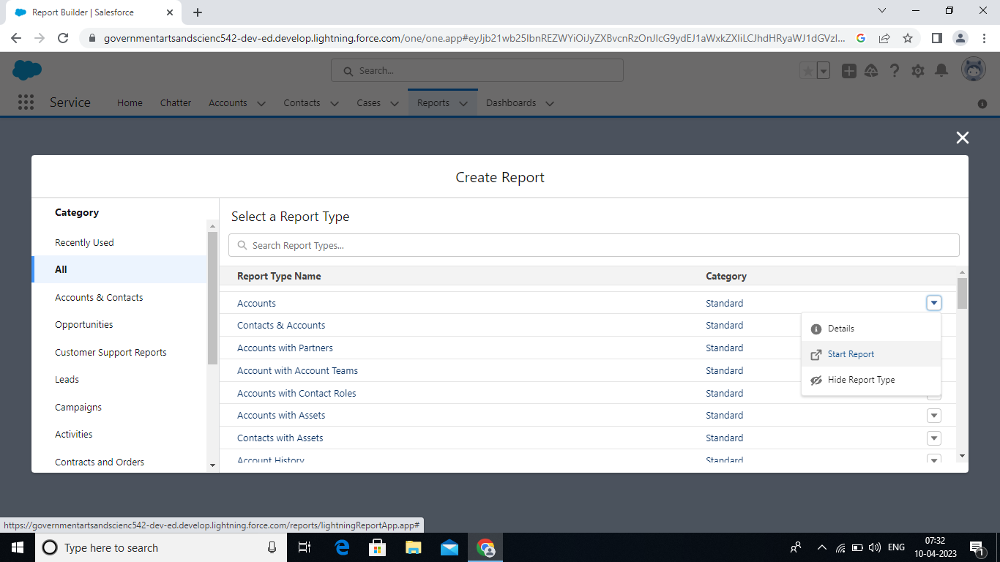 Report Builder | Salesforce
governmentartsandscienc542-dev-ed.develop.lightning.force.com/one/one.app#eyJjb21wb25lbnREZWYiOiJyZXBvcnRzOnJlcG9ydEJ1aWxkZXIiLCJhdHRyaWJ1dGVzI...
Search...
Service Home Chatter Accounts Contacts Cases Reports Dashboards
Create Report
Category
Recently Used
All
Accounts & Contacts
Opportunities
Customer Support Reports
Leads
Campaigns
Activities
Contracts and Orders
Select a Report Type
Search Report Types...
Report Type Name Category
Accounts Standard
Contacts & Accounts Standard
Accounts with Partners Standard
Account with Account Teams Standard
Accounts with Contact Roles Standard
Accounts with Assets Standard
Contacts with Assets Standard
Account History Standard
Details
Start Report
Hide Report Type
https://governmentartsandscienc542-dev-ed.develop.lightning.force.com/reports/lightningReportApp.app#
Type here to search
ENG
07:32
10-04-2023
1